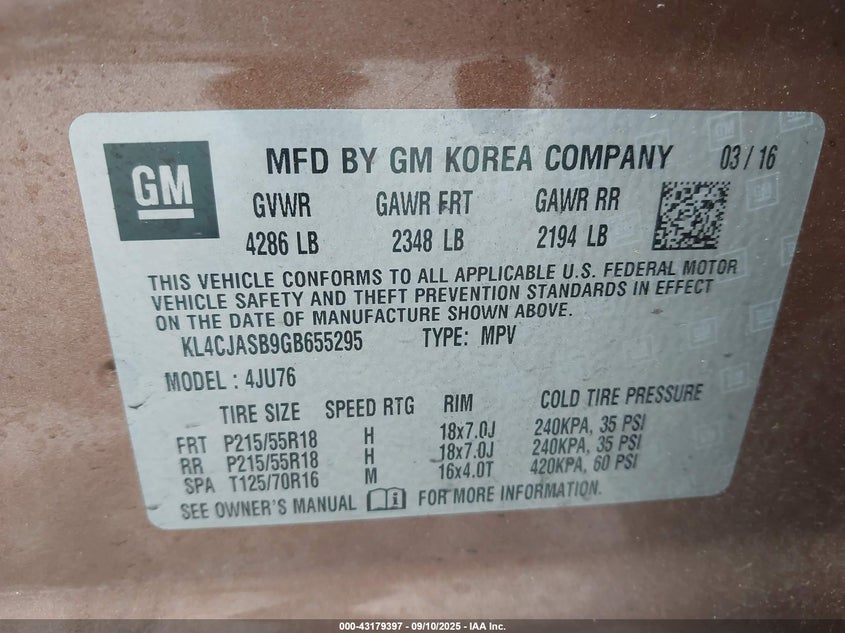 GM
MFD BY GM KOREA COMPANY 03 / 16
GVWR GAWR FRT GAWR RR
4286 LB 2348 LB 2194 LB
THIS VEHICLE CONFORMS TO ALL APPLICABLE U.S. FEDERAL MOTOR
VEHICLE SAFETY AND THEFT PREVENTION STANDARDS IN EFFECT
ON THE DATE OF MANUFACTURE SHOWN ABOVE.
KL4CJASB9GB655295 TYPE: MPV
MODEL : 4JU76
TIRE SIZE SPEED RTG RIM COLD TIRE PRESSURE
FRT P215/55R18 H 18x7.0J 240KPA, 35 PSI
RR P215/55R18 H 18x7.0J 240KPA, 35 PSI
SPA T125/70R16 M 16x4.0T 420KPA, 60 PSI
SEE OWNER'S MANUAL FOR MORE INFORMATION.
000-43179397 - 09/10/2025 - IAA Inc.